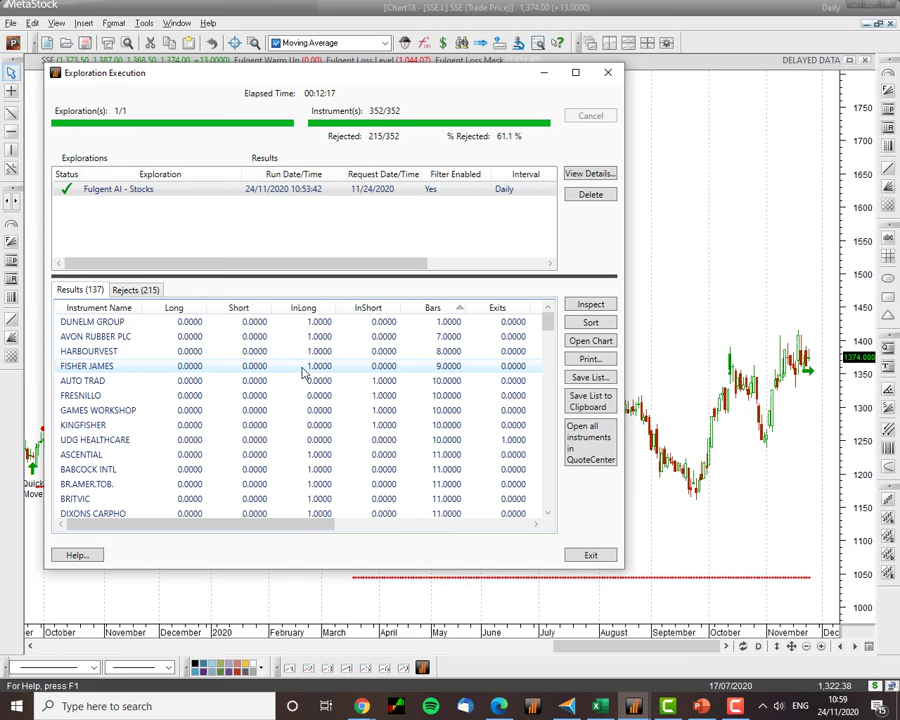 MetaStock
[Chart18 - [SSE.L] SSE (Trade Price)] 1,374.00 (+13.0000)
Daily
File Edit View Insert Format Tools Window Help
Moving Average
DELAYED DATA
Exploration Execution
Elapsed Time: 00:12:17
Exploration(s): 1/1 Instrument(s): 352/352
Cancel
Rejected: 215/352 % Rejected: 61.1 %
Explorations Results
Status Exploration Run Date/Time Request Date/Time Filter Enabled Interval
Fulgent AI - Stocks 24/11/2020 10:53:42 11/24/2020 Yes Daily
View Details...
Delete
Results (137) Rejects (215)
Instrument Name Long Short InLong InShort Bars Exits
DUNELM GROUP 0.0000 0.0000 1.0000 0.0000 1.0000 0.0000
AVON RUBBER PLC 0.0000 0.0000 1.0000 0.0000 7.0000 0.0000
HARBOURVEST 0.0000 0.0000 1.0000 0.0000 8.0000 0.0000
FISHER JAMES 0.0000 0.0000 1.0000 0.0000 9.0000 0.0000
AUTO TRAD 0.0000 0.0000 0.0000 1.0000 10.0000 0.0000
FRESNILLO 0.0000 0.0000 0.0000 1.0000 10.0000 0.0000
GAMES WORKSHOP 0.0000 0.0000 0.0000 1.0000 10.0000 0.0000
KINGFISHER 0.0000 0.0000 0.0000 1.0000 10.0000 0.0000
UDG HEALTHCARE 0.0000 0.0000 0.0000 1.0000 10.0000 1.0000
ASCENTIAL 0.0000 0.0000 1.0000 0.0000 11.0000 0.0000
BABCOCK INTL 0.0000 0.0000 1.0000 0.0000 11.0000 0.0000
BR.AMER.TOB. 0.0000 0.0000 1.0000 0.0000 11.0000 0.0000
BRITVIC 0.0000 0.0000 1.0000 0.0000 11.0000 0.0000
DIXONS CARPHO 0.0000 0.0000 1.0000 0.0000 11.0000 0.0000
Inspect
Sort
Open Chart
Print...
Save List...
Save List to Clipboard
Open all instruments in QuoteCenter
Help...
Exit
1750
1700
1650
1600
1550
1500
1450
1400
1374.000
1350
1300
1250
1200
1150
1100
1050
1000
Quick
Move
October November December 2020 February March April May June July August September October November Dec
For Help, press F1
17/07/2020 1,322.38
Type here to search
10:59
24/11/2020
15